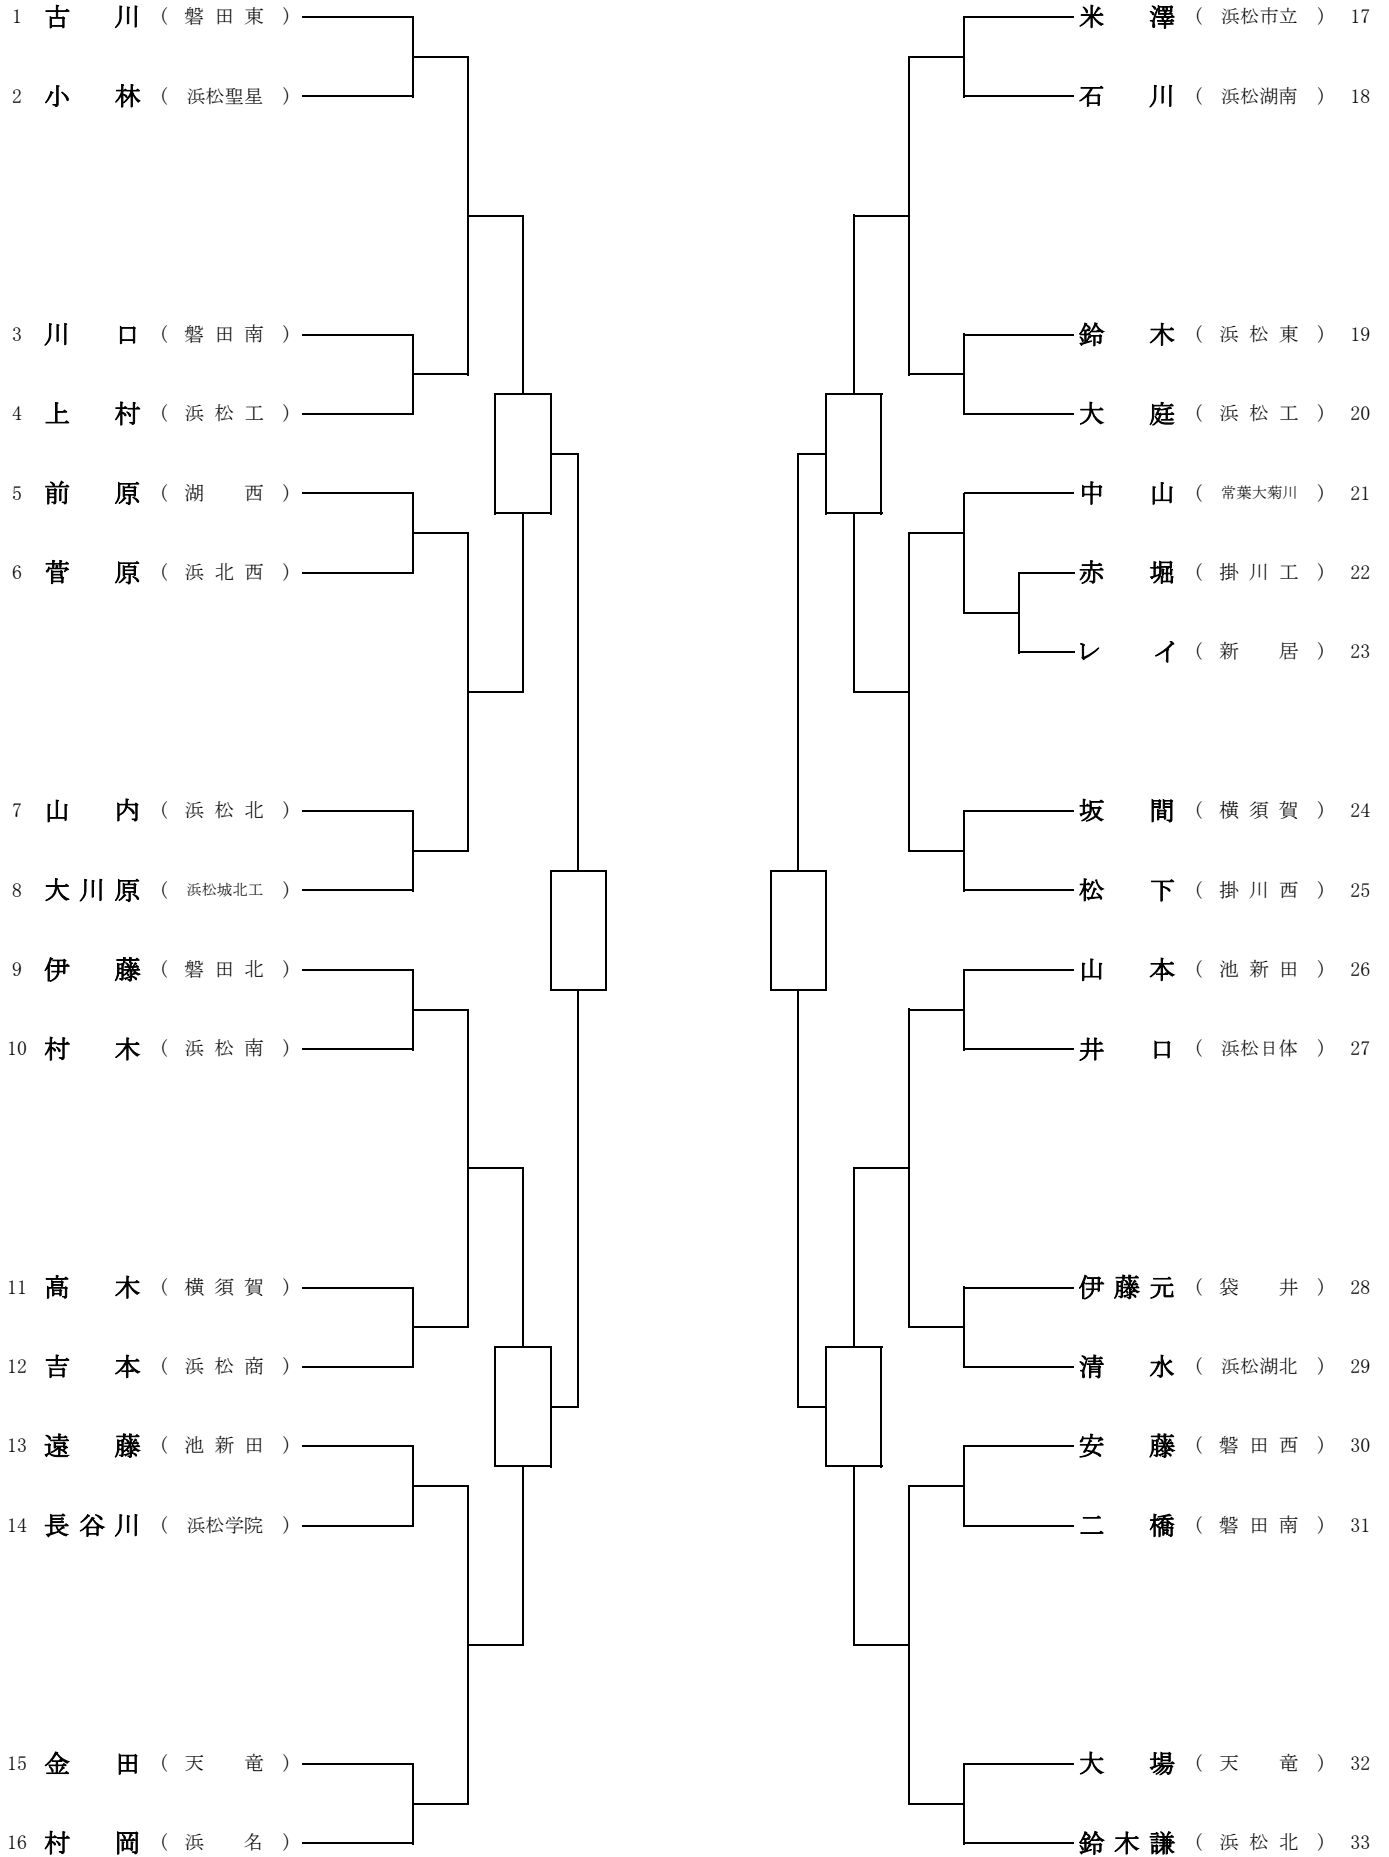 1 古川 （ 磐田東 ）
2 小林 （ 浜松聖星 ）
3 川口 （ 磐田南 ）
4 上村 （ 浜松工 ）
5 前原 （ 湖西 ）
6 菅原 （ 浜北西 ）
7 山内 （ 浜松北 ）
8 大川原 （ 浜松城北工 ）
9 伊藤 （ 磐田北 ）
10 村木 （ 浜松南 ）
11 高木 （ 横須賀 ）
12 吉本 （ 浜松商 ）
13 遠藤 （ 池新田 ）
14 長谷川 （ 浜松学院 ）
15 金田 （ 天竜 ）
16 村岡 （ 浜名 ）
米澤 （ 浜松市立 ） 17
石川 （ 浜松湖南 ） 18
鈴木 （ 浜松東 ） 19
大庭 （ 浜松工 ） 20
中山 （ 常葉大菊川 ） 21
赤堀 （ 掛川工 ） 22
レイ （ 新居 ） 23
坂間 （ 横須賀 ） 24
松下 （ 掛川西 ） 25
山本 （ 池新田 ） 26
井口 （ 浜松日体 ） 27
伊藤元 （ 袋井 ） 28
清水 （ 浜松湖北 ） 29
安藤 （ 磐田西 ） 30
二橋 （ 磐田南 ） 31
大場 （ 天竜 ） 32
鈴木謙 （ 浜松北 ） 33